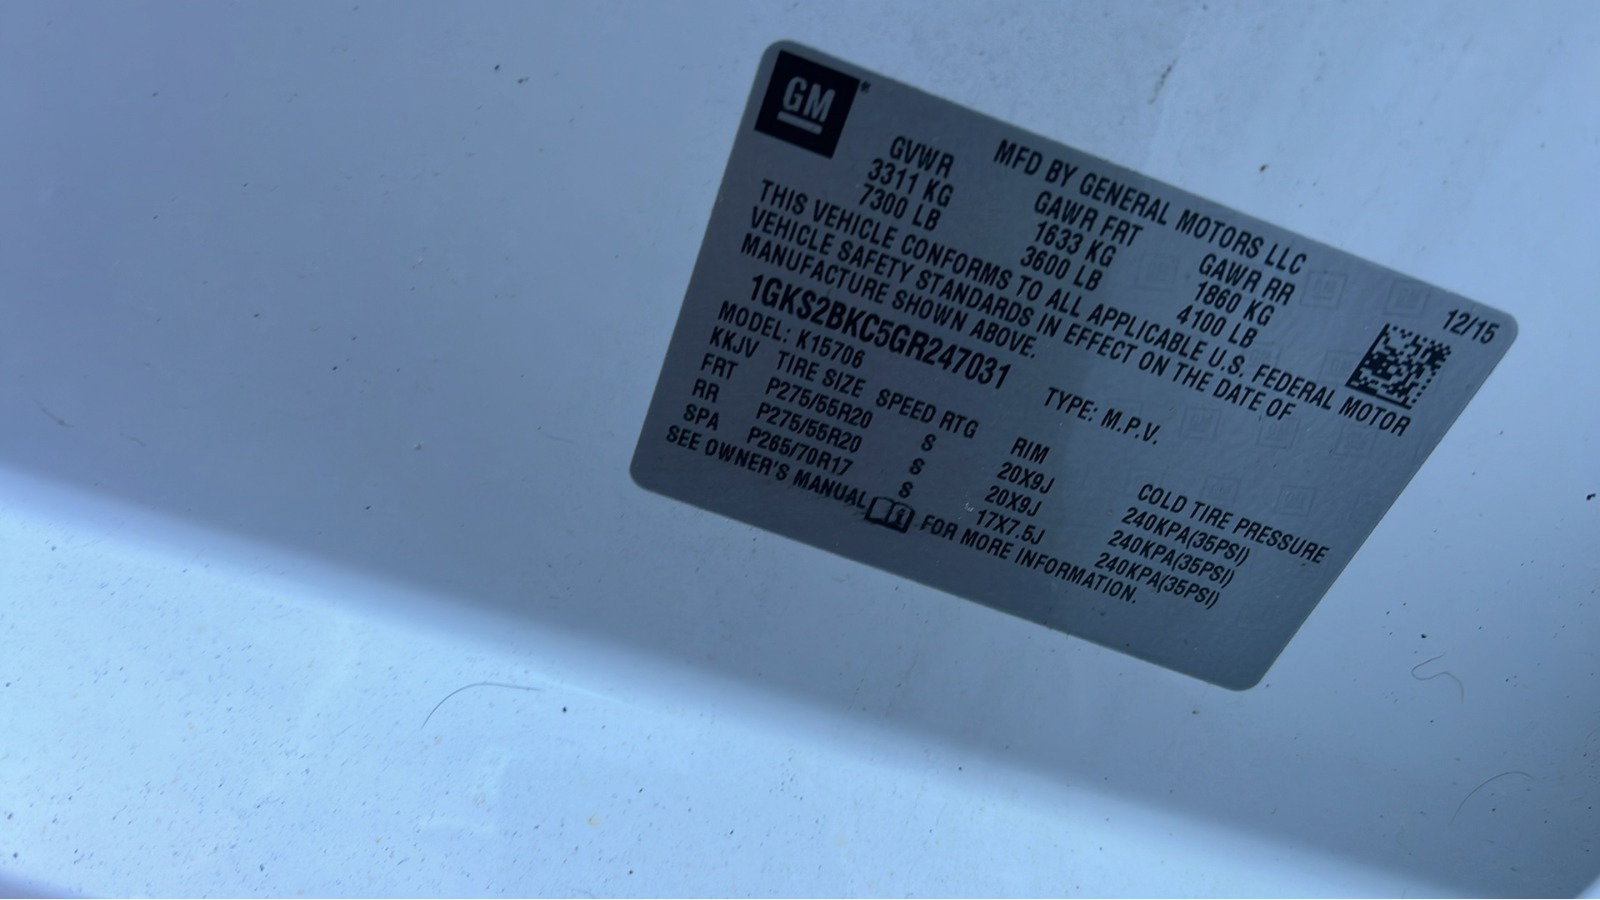 GM
MFD BY GENERAL MOTORS LLC 12/15
GVWR GAWR FRT GAWR RR
3311 KG 1633 KG 1860 KG
7300 LB 3600 LB 4100 LB
THIS VEHICLE CONFORMS TO ALL APPLICABLE U.S. FEDERAL MOTOR
VEHICLE SAFETY STANDARDS IN EFFECT ON THE DATE OF
MANUFACTURE SHOWN ABOVE.
1GKS2BKC5GR247031 TYPE: M.P.V.
MODEL: K15706
KKJV TIRE SIZE SPEED RTG RIM COLD TIRE PRESSURE
FRT P275/55R20 S 20X9J 240KPA(35PSI)
RR P275/55R20 S 20X9J 240KPA(35PSI)
SPA P265/70R17 S 17X7.5J 240KPA(35PSI)
SEE OWNER'S MANUAL FOR MORE INFORMATION.